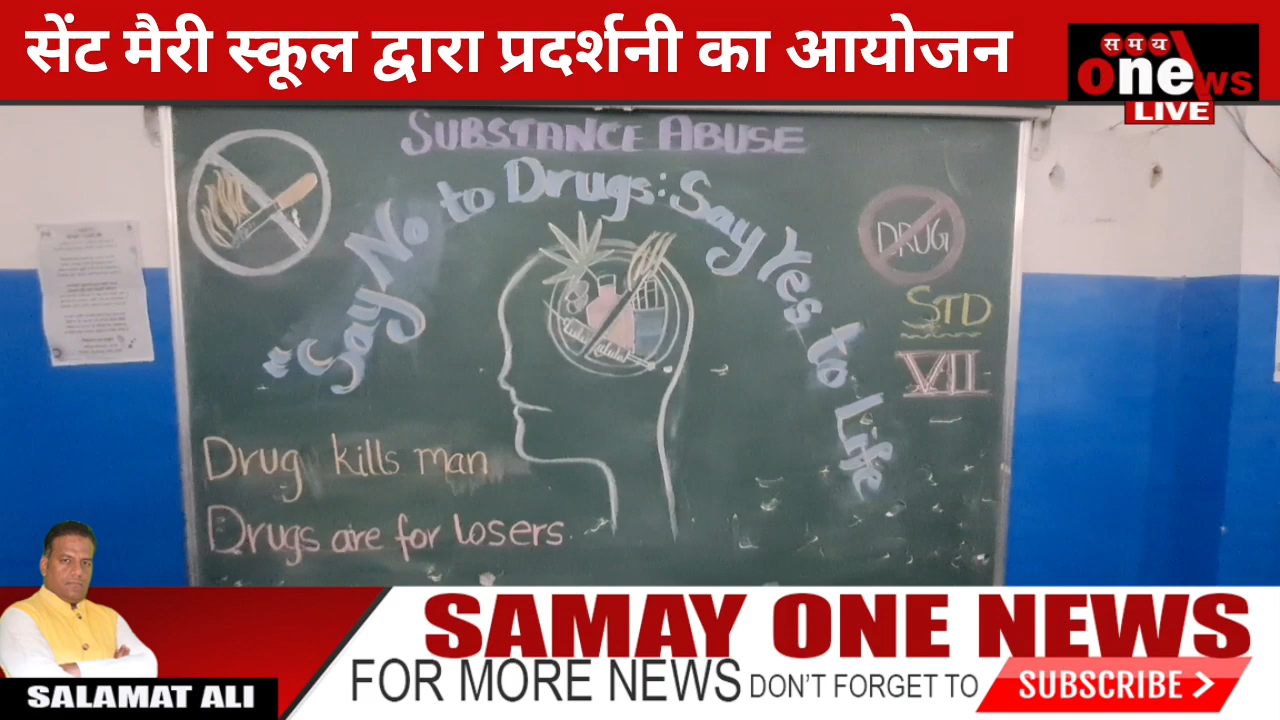 सेंट मैरी स्कूल द्वारा प्रदर्शनी का आयोजन
समय
oneWS
LIVE
SUBSTANCE ABUSE
"Say No to Drugs: Say Yes to Life
DRUG
STD
VII
Drug kills man
Drugs are for losers.
SAMAY ONE NEWS
FOR MORE NEWS DON'T FORGET TO SUBSCRIBE
SALAMAT ALI